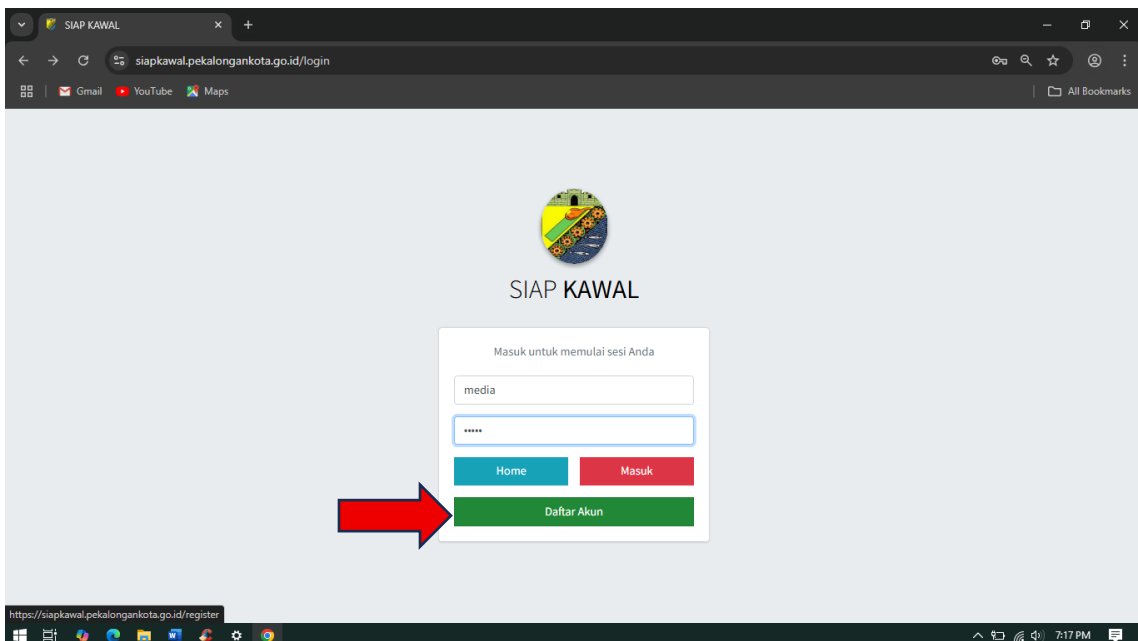 SIAP KAWAL
siapkawal.pekalongankota.go.id/login
Gmail YouTube Maps All Bookmarks
SIAP KAWAL
Masuk untuk memulai sesi Anda
media
•••••
Home Masuk
Daftar Akun
https://siapkawal.pekalongankota.go.id/register
7:17 PM